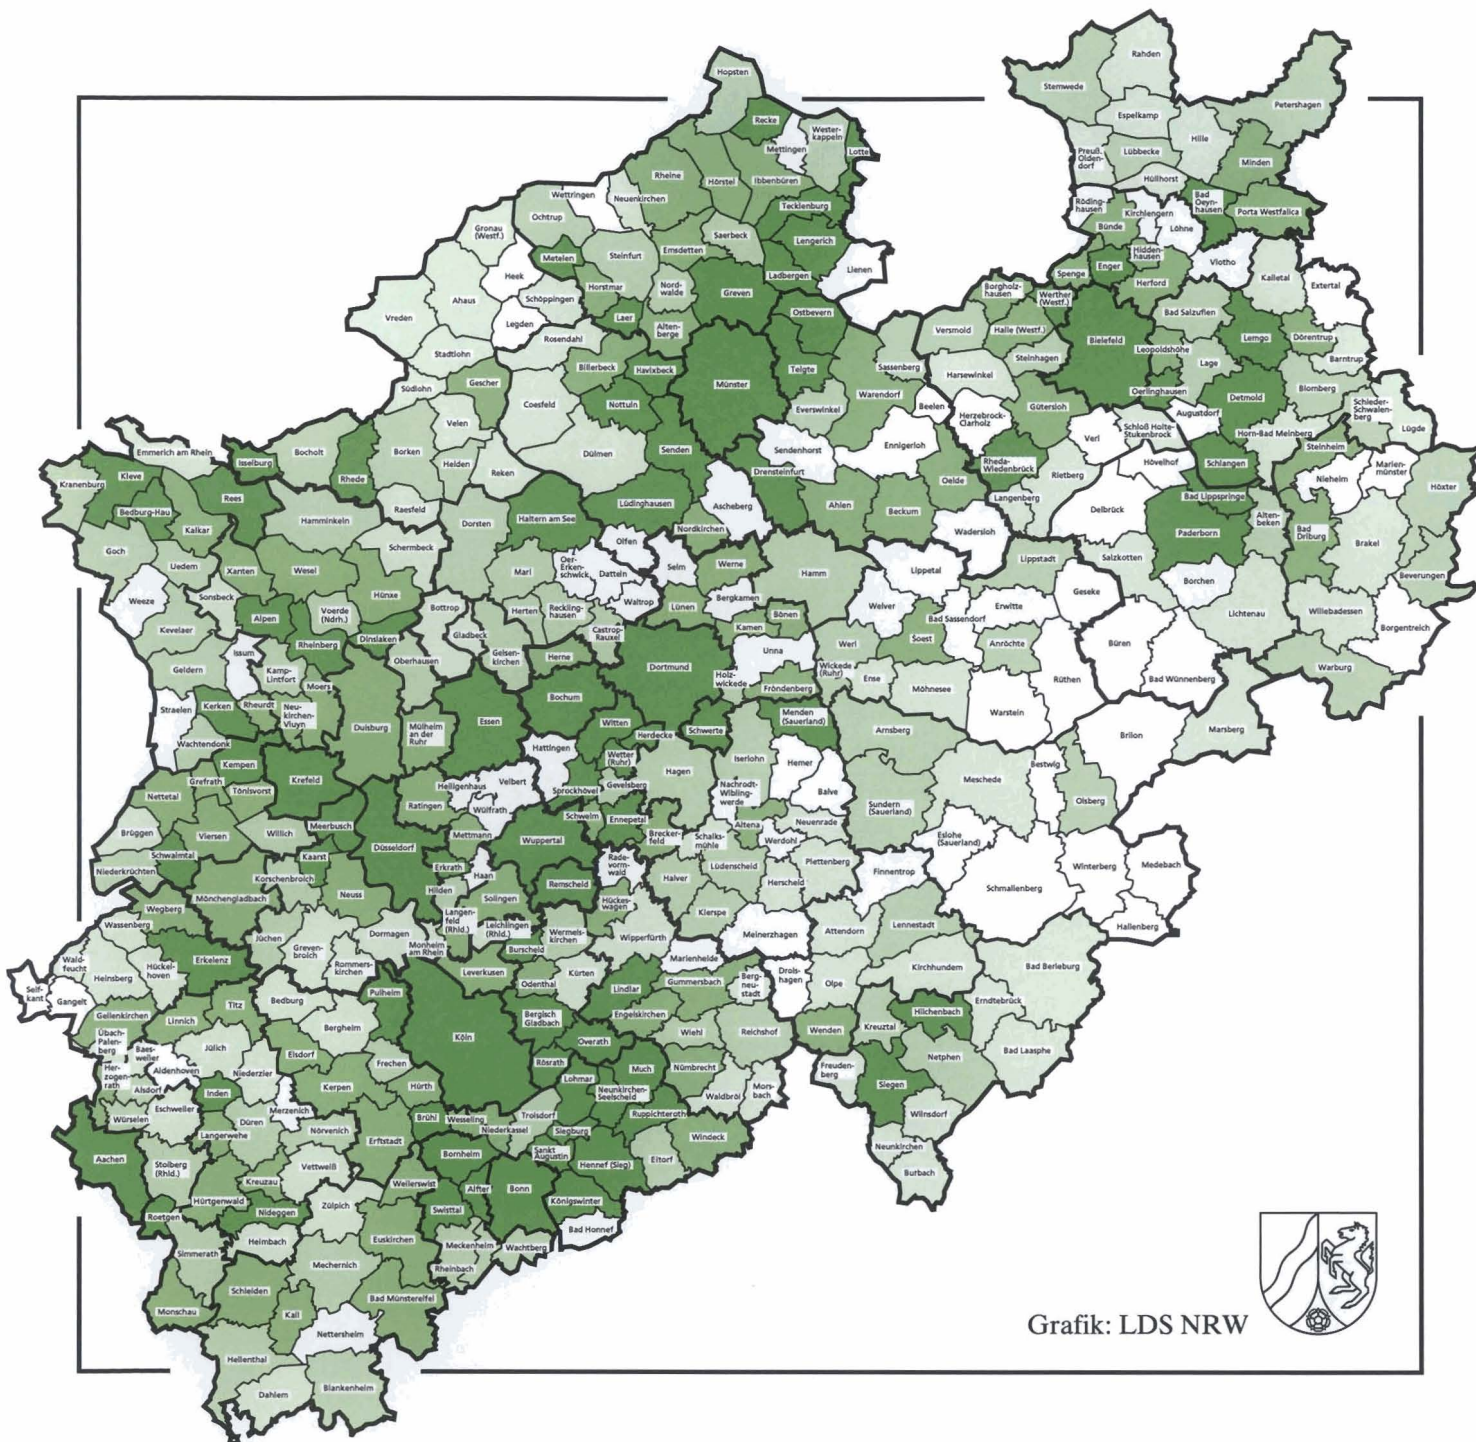 Hopsten
Rahden
Stemwede
Petershagen
Espelkamp
Recke
Wester-
kappeln
Mettingen
Lotte
Hille
Preuß.
Olden-
dorf
Lübbecke
Minden
Hüllhorst
Rheine
Hörstel
Ibbenbüren
Wettringen
Neuenkirchen
Tecklenburg
Röding-
hausen
Kirchlengern
Bad
Oeyn-
hausen
Porta Westfalica
Ochtrup
Bünde
Löhne
Gronau
(Westf.)
Saerbeck
Lengerich
Emsdetten
Steinfurt
Metelen
Hidden-
hausen
Enger
Vlotho
Heek
Ladbergen
Lienen
Spenge
Herford
Kalletal
Extertal
Horstmar
Nord-
walde
Greven
Borgholz-
hausen
Werther
(Westf.)
Ahaus
Schöppingen
Vreden
Legden
Laer
Alten-
berge
Ostbevern
Bad Salzuflen
Versmold
Halle (Westf.)
Rosendahl
Bielefeld
Leopoldshöhe
Lemgo
Dörentrup
Stadtlohn
Billerbeck
Havixbeck
Telgte
Sassenberg
Steinhagen
Lage
Barntrup
Südlohn
Gescher
Münster
Harsewinkel
Oerlinghausen
Detmold
Blomberg
Coesfeld
Nottuln
Everswinkel
Warendorf
Beelen
Gütersloh
Augustdorf
Schieder-
Schwalen-
berg
Velen
Herzebrock-
Clarholz
Schloß Holte-
Stukenbrock
Lügde
Horn-Bad Meinberg
Emmerich am Rhein
Bocholt
Borken
Dülmen
Senden
Sendenhorst
Ennigerloh
Verl
Steinheim
Isselburg
Heiden
Reken
Drensteinfurt
Rheda-
Wiedenbrück
Hövelhof
Schlangen
Marien-
münster
Kranenburg
Kleve
Rees
Rhede
Rietberg
Nieheim
Höxter
Bedburg-Hau
Raesfeld
Lüdinghausen
Ascheberg
Ahlen
Oelde
Langenberg
Bad Lippspringe
Kalkar
Hamminkeln
Dorsten
Haltern am See
Nordkirchen
Beckum
Delbrück
Paderborn
Alten-
beken
Bad
Driburg
Goch
Schermbeck
Olfen
Wadersloh
Brakel
Uedem
Xanten
Wesel
Marl
Oer-
Erken-
schwick
Datteln
Selm
Werne
Hamm
Lippetal
Lippstadt
Salzkotten
Beverungen
Weeze
Sonsbeck
Hünxe
Waltrop
Bergkamen
Borchen
Geseke
Alpen
Voerde
(Ndrh.)
Bottrop
Herten
Reckling-
hausen
Lünen
Bönen
Welver
Erwitte
Lichtenau
Willebadessen
Kevelaer
Gladbeck
Castrop-
Rauxel
Kamen
Bad Sassendorf
Borgentreich
Rheinberg
Dinslaken
Soest
Anröchte
Büren
Issum
Oberhausen
Gelsen-
kirchen
Herne
Dortmund
Unna
Werl
Geldern
Kamp-
Lintfort
Moers
Holz-
wickede
Wickede
(Ruhr)
Ense
Möhnesee
Rüthen
Bad Wünnenberg
Warburg
Straelen
Kerken
Rheurdt
Neu-
kirchen-
Vluyn
Duisburg
Mülheim
an der
Ruhr
Essen
Bochum
Fröndenberg
Warstein
Witten
Menden
(Sauerland)
Wachtendonk
Herdecke
Schwerte
Arnsberg
Brilon
Marsberg
Hattingen
Kempen
Krefeld
Wetter
(Ruhr)
Iserlohn
Hemer
Bestwig
Grefrath
Hagen
Meschede
Nettetal
Tönisvorst
Heiligenhaus
Velbert
Sprockhövel
Gevelsberg
Nachrodt-
Wibling-
werde
Balve
Olsberg
Ratingen
Wülfrath
Sundern
(Sauerland)
Brüggen
Viersen
Willich
Meerbusch
Mettmann
Schwelm
Ennepetal
Altena
Neuenrade
Breckerf-
feld
Schalks-
mühle
Werdohl
Eslohe
(Sauerland)
Schwalmtal
Kaarst
Düsseldorf
Wuppertal
Plettenberg
Winterberg
Medebach
Niederkrüchten
Korschenbroich
Erkrath
Haan
Rade-
vorm-
wald
Lüdenscheid
Finnentrop
Hilden
Remscheid
Halver
Herscheid
Schmallenberg
Mönchengladbach
Neuss
Solingen
Hückes-
wagen
Wegberg
Langen-
feld
(Rhld.)
Kierspe
Lennestadt
Hallenberg
Wassenberg
Leichlingen
(Rhld.)
Wermels-
kirchen
Attendorn
Jüchen
Dormagen
Meinerzhagen
Greven-
broich
Monheim
am Rhein
Burscheid
Wipperfürth
Wald-
feucht
Erkelenz
Rommers-
kirchen
Marienheide
Hückel-
hoven
Leverkusen
Kürten
Drols-
hagen
Kirchhundem
Bad Berleburg
Heinsberg
Odenthal
Berg-
neu-
stadt
Olpe
Self-
kant
Gangelt
Titz
Bedburg
Pulheim
Lindlar
Gummersbach
Erndtebrück
Geilenkirchen
Bergisch
Gladbach
Engelskirchen
Hilchenbach
Linnich
Bergheim
Kreuztal
Übach-
Palen-
berg
Köln
Wiehl
Reichshof
Wenden
Baes-
weiler
Jülich
Elsdorf
Overath
Netphen
Bad Laasphe
Her-
zogen-
rath
Aldenhoven
Niederzier
Frechen
Rösrath
Much
Nümbrecht
Freuden-
berg
Alsdorf
Kerpen
Hürth
Lohmar
Siegen
Inden
Neunkirchen-
Seelscheid
Mors-
bach
Waldbröl
Eschweiler
Merzenich
Würselen
Düren
Brühl
Wesseling
Troisdorf
Ruppichteroth
Wilnsdorf
Langerwehe
Nörvenich
Niederkassel
Siegburg
Windeck
Erftstadt
Neunkirchen
Aachen
Stolberg
(Rhld.)
Vettweiß
Bornheim
Sankt
Augustin
Hennef (Sieg)
Eitorf
Burbach
Kreuzau
Weilerswist
Alfter
Bonn
Hürtgenwald
Zülpich
Königswinter
Roetgen
Nideggen
Swisttal
Bad Honnef
Simmerath
Heimbach
Euskirchen
Meckenheim
Wachtberg
Mechernich
Rheinbach
Schleiden
Monschau
Kall
Bad Münstereifel
Nettersheim
Hellenthal
Dahlem
Blankenheim
Grafik: LDS NRW